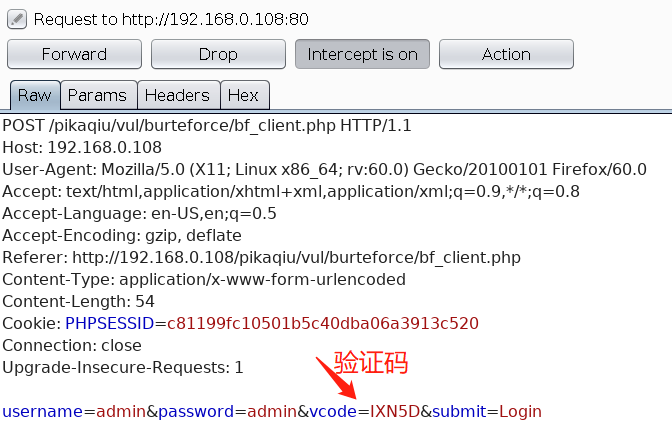 Request to http://192.168.0.108:80
Forward Drop Intercept is on Action
Raw Params Headers Hex
POST /pikaqiu/vul/burteforce/bf_client.php HTTP/1.1
Host: 192.168.0.108
User-Agent: Mozilla/5.0 (X11; Linux x86_64; rv:60.0) Gecko/20100101 Firefox/60.0
Accept: text/html,application/xhtml+xml,application/xml;q=0.9,*/*;q=0.8
Accept-Language: en-US,en;q=0.5
Accept-Encoding: gzip, deflate
Referer: http://192.168.0.108/pikaqiu/vul/burteforce/bf_client.php
Content-Type: application/x-www-form-urlencoded
Content-Length: 54
Cookie: PHPSESSID=c81199fc10501b5c40dba06a3913c520
Connection: close
Upgrade-Insecure-Requests: 1
验证码
username=admin&password=admin&vcode=IXN5D&submit=Login